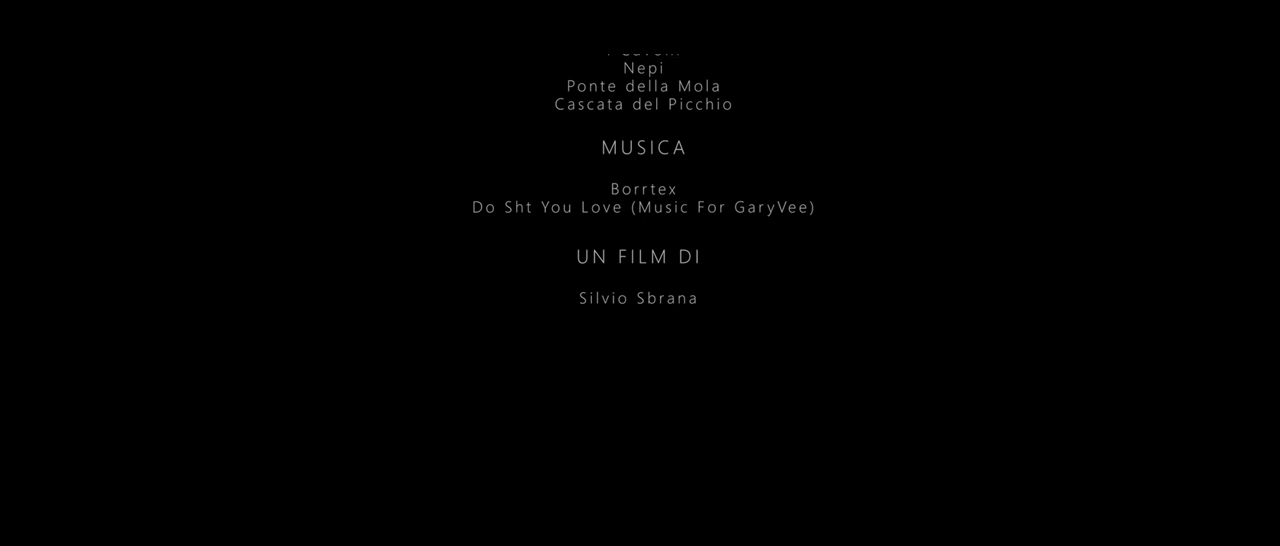 Nepi
Ponte della Mola
Cascata del Picchio
MUSICA
Borrtex
Do Sht You Love (Music For GaryVee)
UN FILM DI
Silvio Sbrana